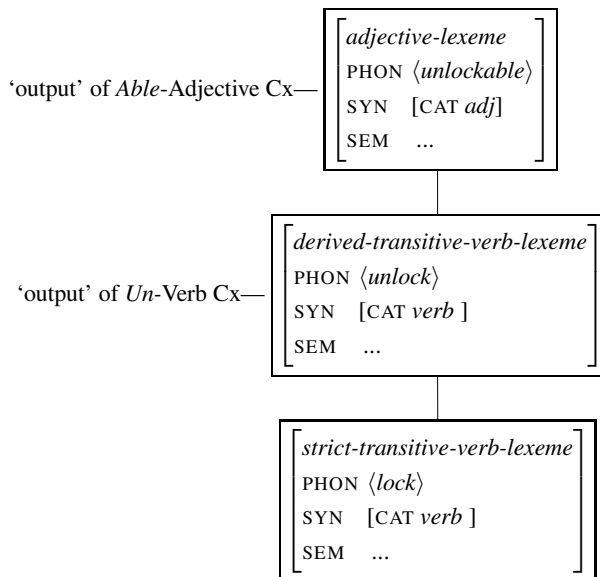 adjective-lexeme
PHON ⟨unlockable⟩
‘output’ of Able-Adjective Cx—
SYN [CAT adj]
SEM ...
derived-transitive-verb-lexeme
PHON ⟨unlock⟩
‘output’ of Un-Verb Cx—
SYN [CAT verb ]
SEM ...
strict-transitive-verb-lexeme
PHON ⟨lock⟩
SYN [CAT verb ]
SEM ...